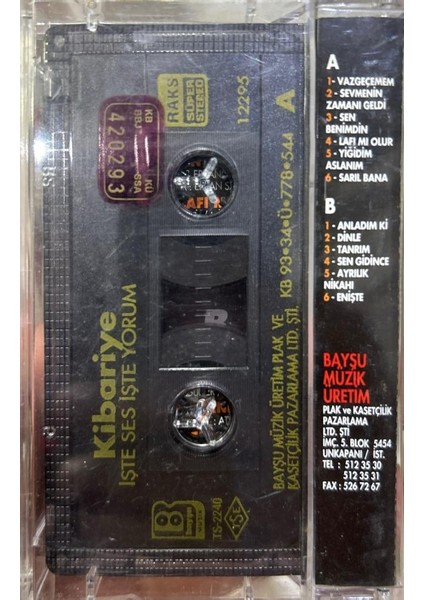 Kibariye
İŞTE SES İŞTE YORUM
BAYŞU MÜZİK ÜRETİM PLAK VE
KASETÇİLİK PAZARLAMA LTD. ŞTİ.
KB 93•34•Ü•778•544
RAKS
SÜPER
STEREO
12295
A
420293
TS-2240
TSE
B
A
1- VAZGEÇEMEM
2 - SEVMENİN
ZAMANI GELDİ
3 - SEN
BENİMDİN
4 - LAFI MI OLUR
5 - YİĞİDİM
ASLANIM
6 - SARIL BANA
B
1 - ANLADIM Kİ
2 - DİNLE
3 - TANRIM
4 - SEN GİDİNCE
5 - AYRILIK
NİKAHI
6 - ENİŞTE
BAYŞU
MÜZİK
ÜRETİM
PLAK ve KASETÇİLİK
PAZARLAMA
LTD. ŞTİ
İMÇ. 5. BLOK 5454
UNKAPANI / İST.
TEL : 512 35 30
512 35 31
FAX : 526 72 67